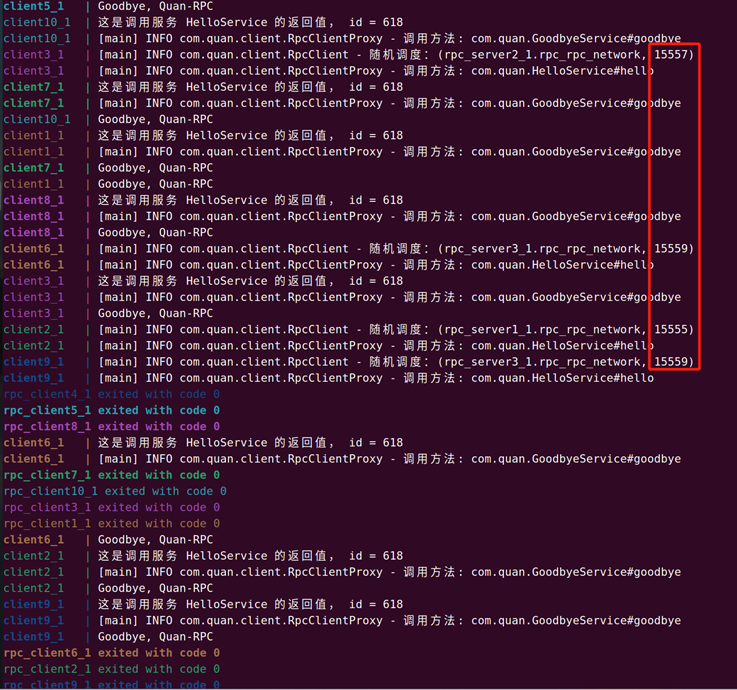 client5_1 | Goodbye, Quan-RPC
client10_1 | 这是调用服务 HelloService 的返回值， id = 618
client10_1 | [main] INFO com.quan.client.RpcClientProxy - 调用方法: com.quan.GoodbyeService#goodbye
client3_1 | [main] INFO com.quan.client.RpcClient - 随机调度：(rpc_server2_1.rpc_rpc_network, 15557)
client3_1 | [main] INFO com.quan.client.RpcClientProxy - 调用方法: com.quan.HelloService#hello
client7_1 | 这是调用服务 HelloService 的返回值， id = 618
client7_1 | [main] INFO com.quan.client.RpcClientProxy - 调用方法: com.quan.GoodbyeService#goodbye
client10_1 | Goodbye, Quan-RPC
client1_1 | 这是调用服务 HelloService 的返回值， id = 618
client1_1 | [main] INFO com.quan.client.RpcClientProxy - 调用方法: com.quan.GoodbyeService#goodbye
client7_1 | Goodbye, Quan-RPC
client1_1 | Goodbye, Quan-RPC
client8_1 | 这是调用服务 HelloService 的返回值， id = 618
client8_1 | [main] INFO com.quan.client.RpcClientProxy - 调用方法: com.quan.GoodbyeService#goodbye
client8_1 | Goodbye, Quan-RPC
client6_1 | [main] INFO com.quan.client.RpcClient - 随机调度：(rpc_server3_1.rpc_rpc_network, 15559)
client6_1 | [main] INFO com.quan.client.RpcClientProxy - 调用方法: com.quan.HelloService#hello
client3_1 | 这是调用服务 HelloService 的返回值， id = 618
client3_1 | [main] INFO com.quan.client.RpcClientProxy - 调用方法: com.quan.GoodbyeService#goodbye
client3_1 | Goodbye, Quan-RPC
client2_1 | [main] INFO com.quan.client.RpcClient - 随机调度：(rpc_server1_1.rpc_rpc_network, 15555)
client2_1 | [main] INFO com.quan.client.RpcClientProxy - 调用方法: com.quan.HelloService#hello
client9_1 | [main] INFO com.quan.client.RpcClient - 随机调度：(rpc_server3_1.rpc_rpc_network, 15559)
client9_1 | [main] INFO com.quan.client.RpcClientProxy - 调用方法: com.quan.HelloService#hello
rpc_client4_1 exited with code 0
rpc_client5_1 exited with code 0
rpc_client8_1 exited with code 0
client6_1 | 这是调用服务 HelloService 的返回值， id = 618
client6_1 | [main] INFO com.quan.client.RpcClientProxy - 调用方法: com.quan.GoodbyeService#goodbye
rpc_client7_1 exited with code 0
rpc_client10_1 exited with code 0
rpc_client3_1 exited with code 0
rpc_client1_1 exited with code 0
client6_1 | Goodbye, Quan-RPC
client2_1 | 这是调用服务 HelloService 的返回值， id = 618
client2_1 | [main] INFO com.quan.client.RpcClientProxy - 调用方法: com.quan.GoodbyeService#goodbye
client2_1 | Goodbye, Quan-RPC
client9_1 | 这是调用服务 HelloService 的返回值， id = 618
client9_1 | [main] INFO com.quan.client.RpcClientProxy - 调用方法: com.quan.GoodbyeService#goodbye
client9_1 | Goodbye, Quan-RPC
rpc_client6_1 exited with code 0
rpc_client2_1 exited with code 0
rpc_client9_1 exited with code 0